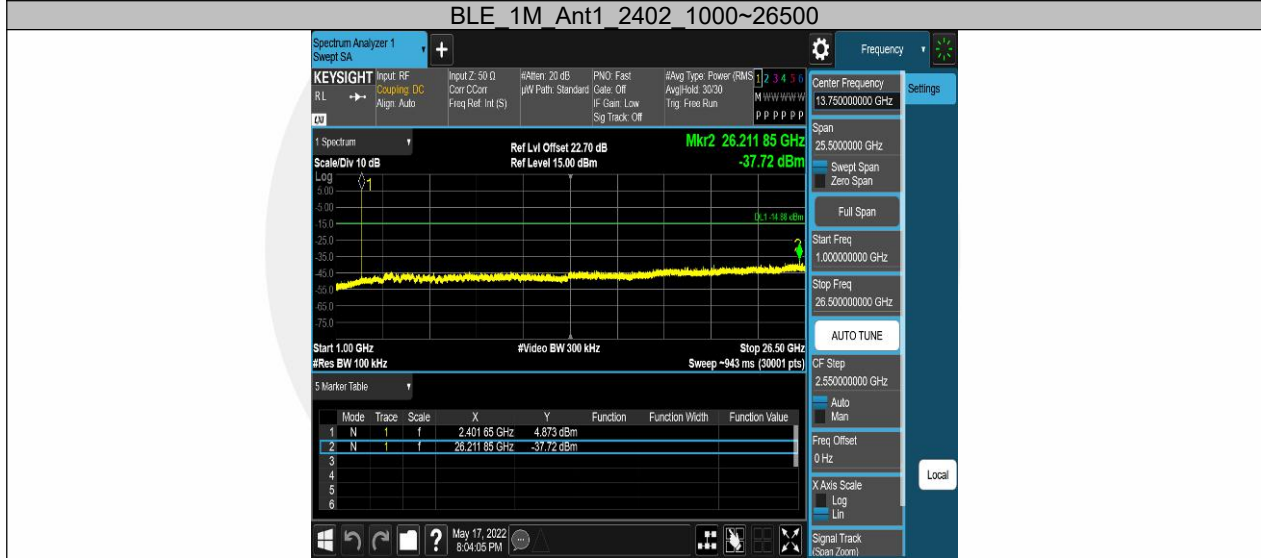 BLE_1M_Ant1_2402_1000~26500
Spectrum Analyzer 1
Swept SA
Frequency
KEYSIGHT
RL
LXI
Input: RF
Coupling: DC
Align: Auto
Input Z: 50 Ω
Corr CCorr
Freq Ref: Int (S)
#Atten: 20 dB
µW Path: Standard
PNO: Fast
Gate: Off
IF Gain: Low
Sig Track: Off
#Avg Type: Power (RMS
Avg|Hold: 30/30
Trig: Free Run
1 2 3 4 5 6
M W W W W W
P P P P P P
1 Spectrum
Scale/Div 10 dB
Ref Lvl Offset 22.70 dB
Ref Level 15.00 dBm
Mkr2 26.211 85 GHz
-37.72 dBm
Log
1
5.00
-5.00
DL1 -14.88 dBm
-15.0
-25.0
2
-35.0
-45.0
-55.0
-65.0
-75.0
Start 1.00 GHz
#Video BW 300 kHz
Stop 26.50 GHz
#Res BW 100 kHz
Sweep ~943 ms (30001 pts)
5 Marker Table
Mode Trace Scale X Y Function Function Width Function Value
1 N 1 f 2.401 65 GHz 4.873 dBm
2 N 1 f 26.211 85 GHz -37.72 dBm
3
4
5
6
May 17, 2022
8:04:05 PM
Center Frequency
13.750000000 GHz
Settings
Span
25.5000000 GHz
Swept Span
Zero Span
Full Span
Start Freq
1.000000000 GHz
Stop Freq
26.500000000 GHz
AUTO TUNE
CF Step
2.550000000 GHz
Auto
Man
Freq Offset
0 Hz
X Axis Scale
Log
Lin
Local
Signal Track
(Span Zoom)